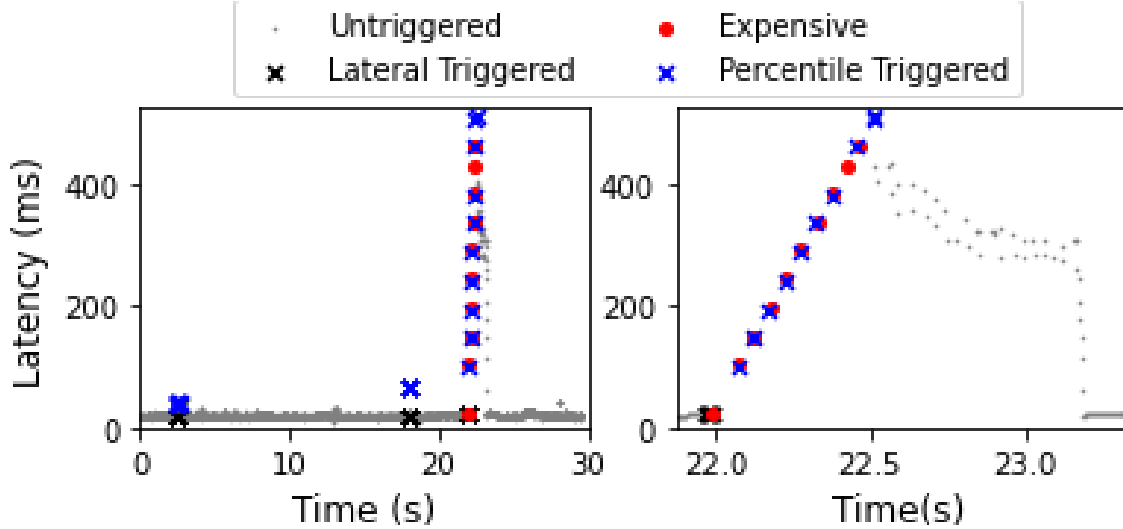 Untriggered Expensive
Lateral Triggered Percentile Triggered
Latency (ms)
400
200
0
0 10 20 30
Time (s)
400
200
0
22.0 22.5 23.0
Time(s)